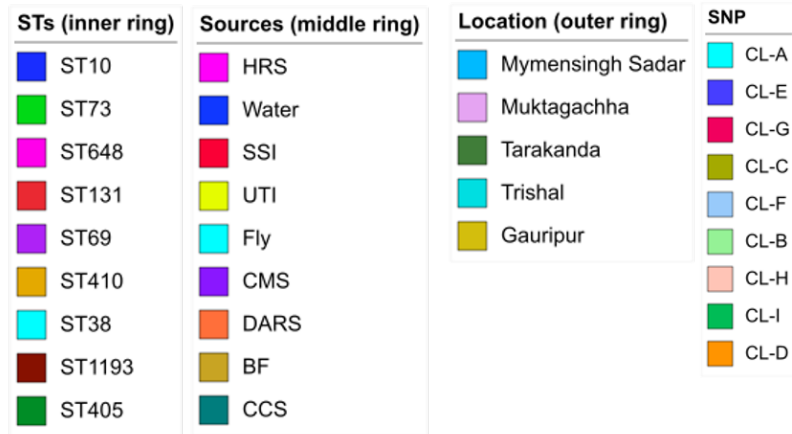 STs (inner ring)
ST10
ST73
ST648
ST131
ST69
ST410
ST38
ST1193
ST405
Sources (middle ring)
HRS
Water
SSI
UTI
Fly
CMS
DARS
BF
CCS
Location (outer ring)
Mymensingh Sadar
Muktagachha
Tarakanda
Trishal
Gauripur
SNP
CL-A
CL-E
CL-G
CL-C
CL-F
CL-B
CL-H
CL-I
CL-D